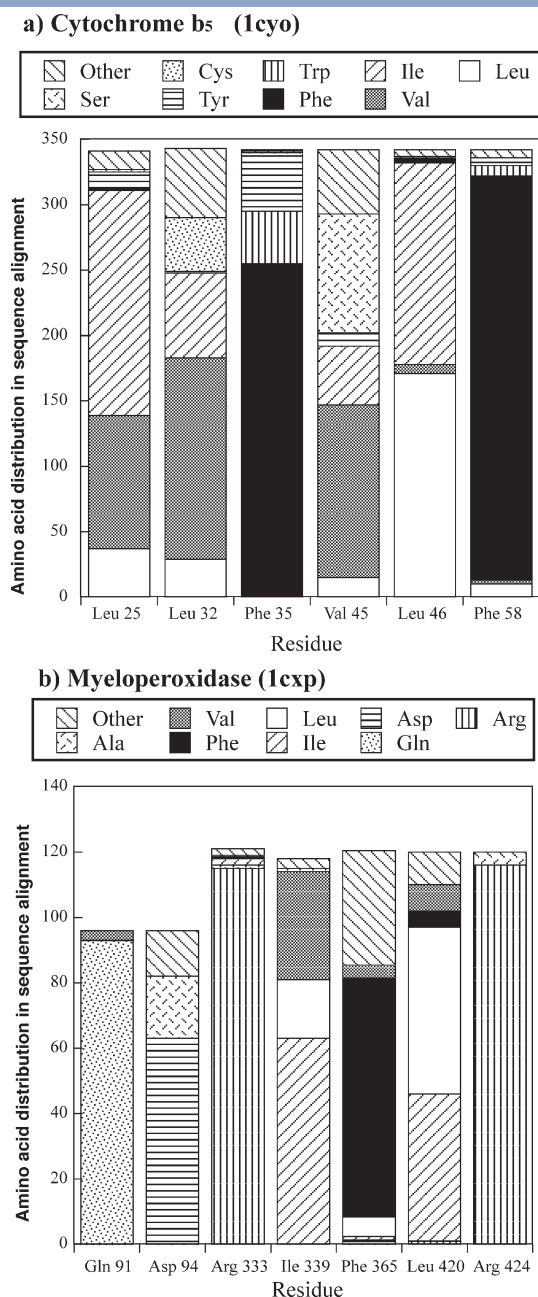 a) Cytochrome b5 (1cyo)
Other Cys Trp Ile Leu
Ser Tyr Phe Val
350
300
250
200
150
100
50
0
Amino acid distribution in sequence alignment
Leu 25 Leu 32 Phe 35 Val 45 Leu 46 Phe 58
Residue
b) Myeloperoxidase (1cxp)
Other Val Leu Asp Arg
Ala Phe Ile Gln
140
120
100
80
60
40
20
0
Amino acid distribution in sequence alignment
Gln 91 Asp 94 Arg 333 Ile 339 Phe 365 Leu 420 Arg 424
Residue